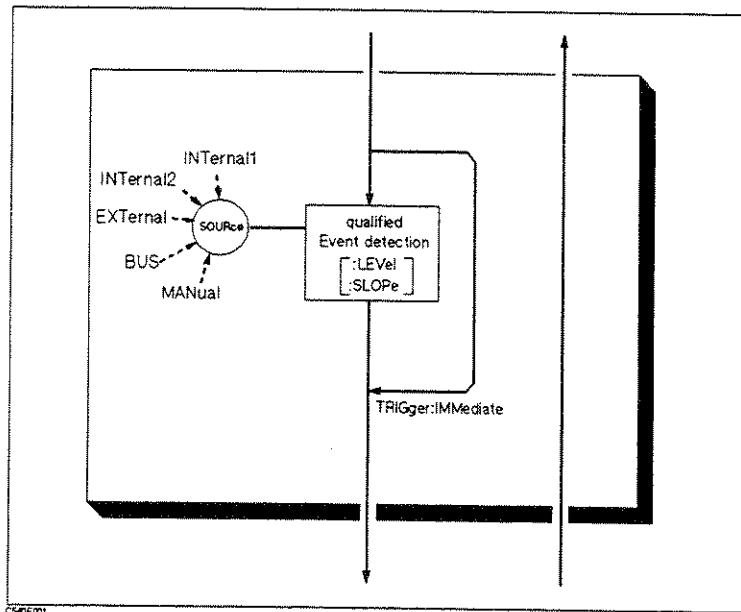 INTernal1
INTernal2
EXTernal
SOURce
BUS
MANual
qualified
Event detection
[:LEVel
:SLOPe]
TRIGger:IMMediate